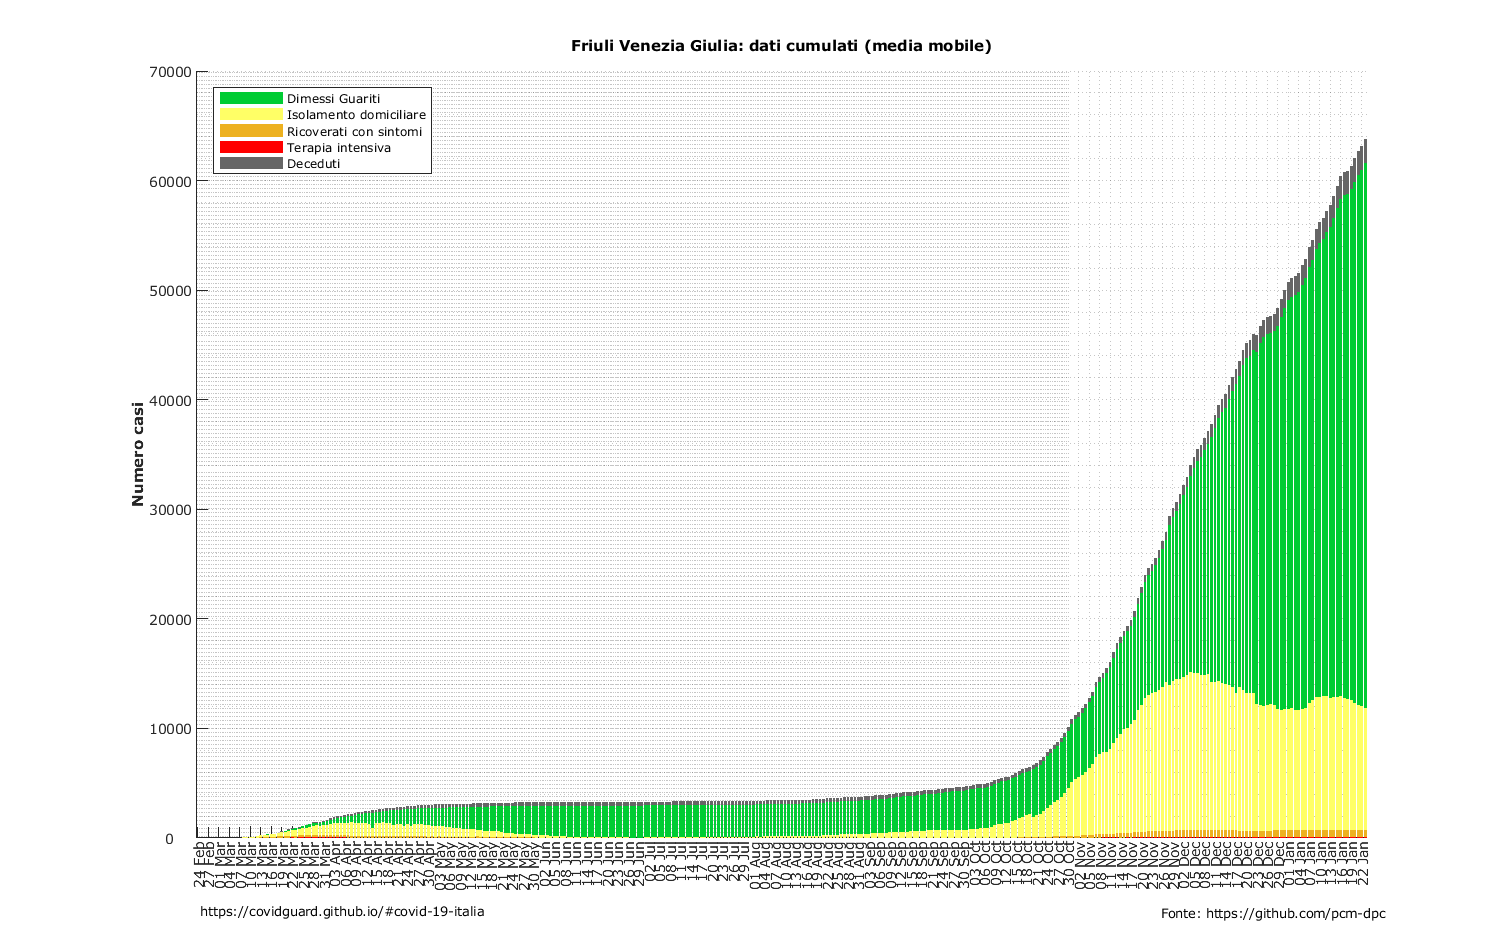 Friuli Venezia Giulia: dati cumulati (media mobile)
70000
60000
50000
40000
30000
20000
10000
0
Numero casi
Dimessi Guariti
Isolamento domiciliare
Ricoverati con sintomi
Terapia intensiva
Deceduti
24 Feb
27 Feb
01 Mar
04 Mar
07 Mar
10 Mar
13 Mar
16 Mar
19 Mar
22 Mar
25 Mar
28 Mar
31 Mar
03 Apr
06 Apr
09 Apr
12 Apr
15 Apr
18 Apr
21 Apr
24 Apr
27 Apr
30 Apr
03 May
06 May
09 May
12 May
15 May
18 May
21 May
24 May
27 May
30 May
02 Jun
05 Jun
08 Jun
11 Jun
14 Jun
17 Jun
20 Jun
23 Jun
26 Jun
29 Jun
02 Jul
05 Jul
08 Jul
11 Jul
14 Jul
17 Jul
20 Jul
23 Jul
26 Jul
29 Jul
01 Aug
04 Aug
07 Aug
10 Aug
13 Aug
16 Aug
19 Aug
22 Aug
25 Aug
28 Aug
31 Aug
03 Sep
06 Sep
09 Sep
12 Sep
15 Sep
18 Sep
21 Sep
24 Sep
27 Sep
30 Sep
03 Oct
06 Oct
09 Oct
12 Oct
15 Oct
18 Oct
21 Oct
24 Oct
27 Oct
30 Oct
02 Nov
05 Nov
08 Nov
11 Nov
14 Nov
17 Nov
20 Nov
23 Nov
26 Nov
29 Nov
02 Dec
05 Dec
08 Dec
11 Dec
14 Dec
17 Dec
20 Dec
23 Dec
26 Dec
29 Dec
01 Jan
04 Jan
07 Jan
10 Jan
13 Jan
16 Jan
19 Jan
22 Jan
https://covidguard.github.io/#covid-19-italia
Fonte: https://github.com/pcm-dpc